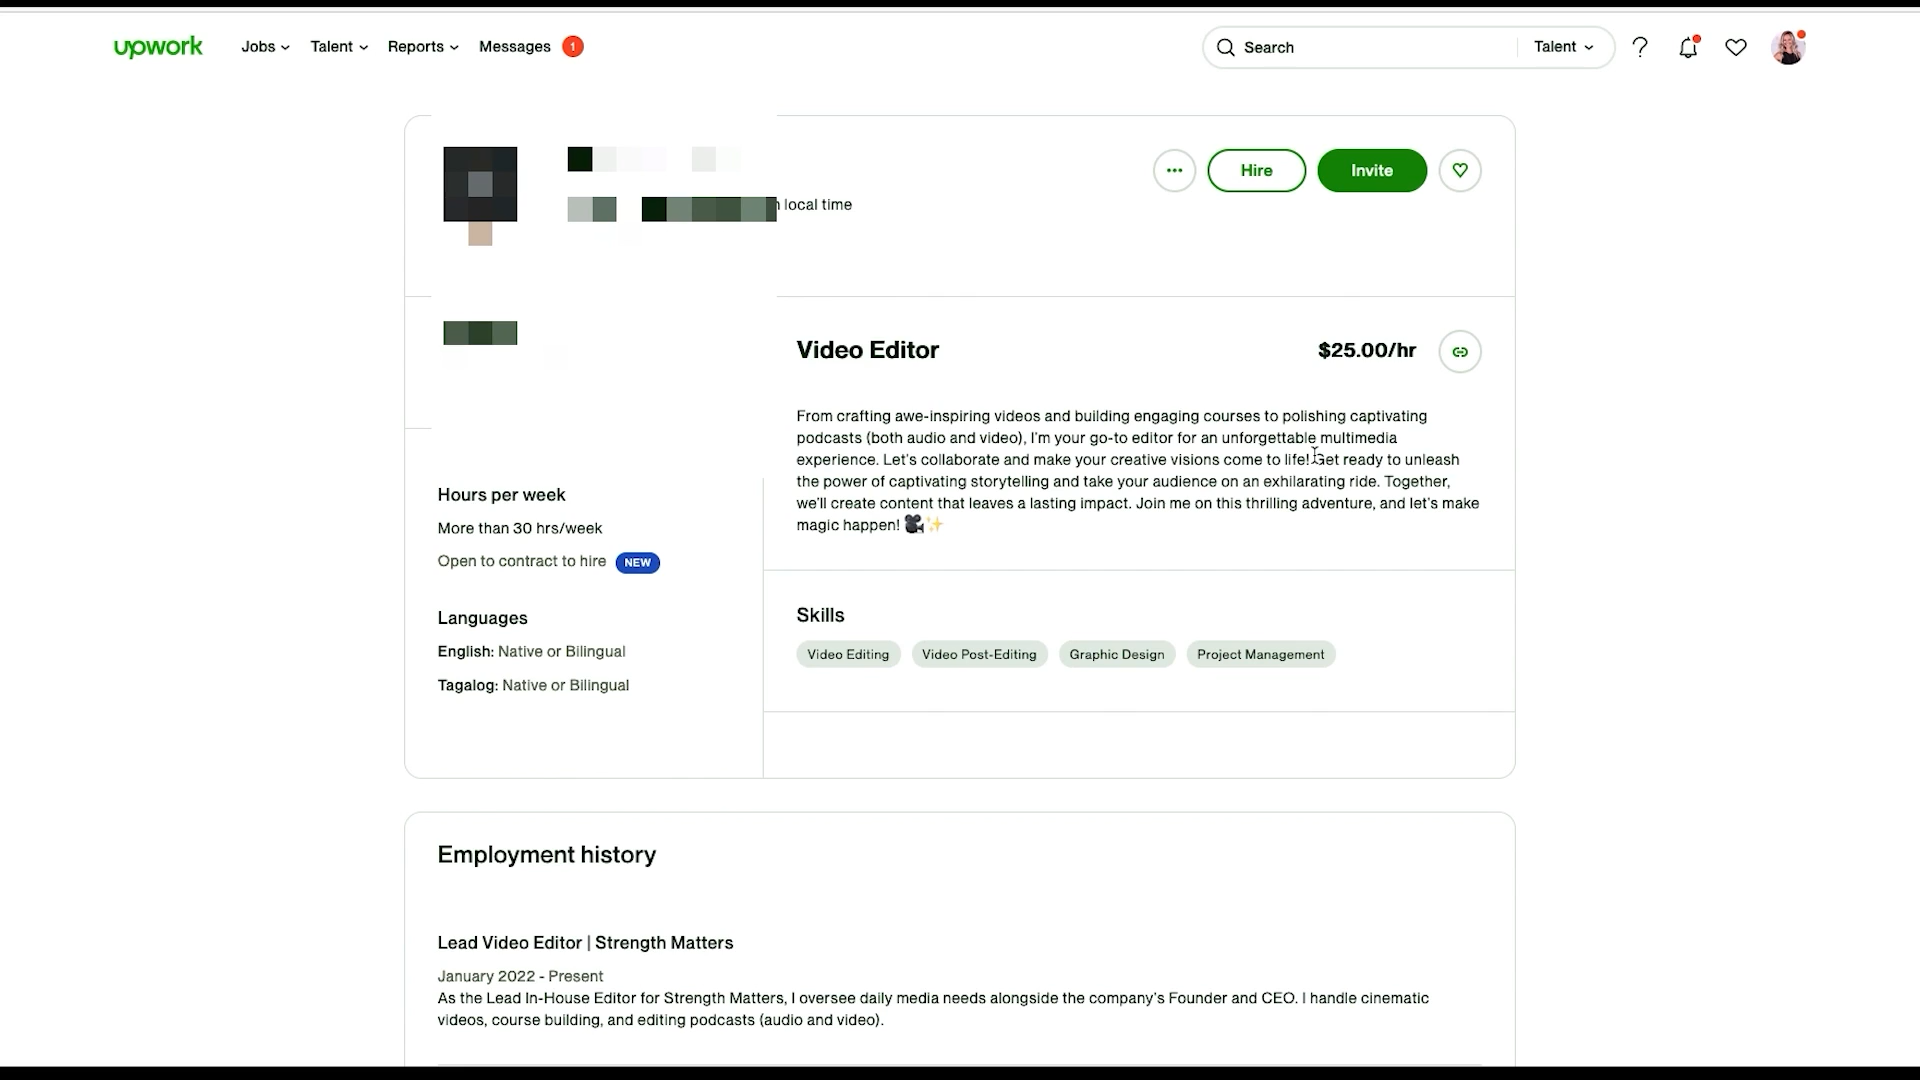 upwork
Jobs
Talent
Reports
Messages
1
Search
Talent
Hire
Invite
local time
Video Editor
$25.00/hr
From crafting awe-inspiring videos and building engaging courses to polishing captivating
podcasts (both audio and video), I'm your go-to editor for an unforgettable multimedia
experience. Let's collaborate and make your creative visions come to life! Get ready to unleash
the power of captivating storytelling and take your audience on an exhilarating ride. Together,
we'll create content that leaves a lasting impact. Join me on this thrilling adventure, and let's make
magic happen! 🎥✨
Hours per week
More than 30 hrs/week
Open to contract to hire NEW
Languages
English: Native or Bilingual
Tagalog: Native or Bilingual
Skills
Video Editing
Video Post-Editing
Graphic Design
Project Management
Employment history
Lead Video Editor | Strength Matters
January 2022 - Present
As the Lead In-House Editor for Strength Matters, I oversee daily media needs alongside the company's Founder and CEO. I handle cinematic
videos, course building, and editing podcasts (audio and video).